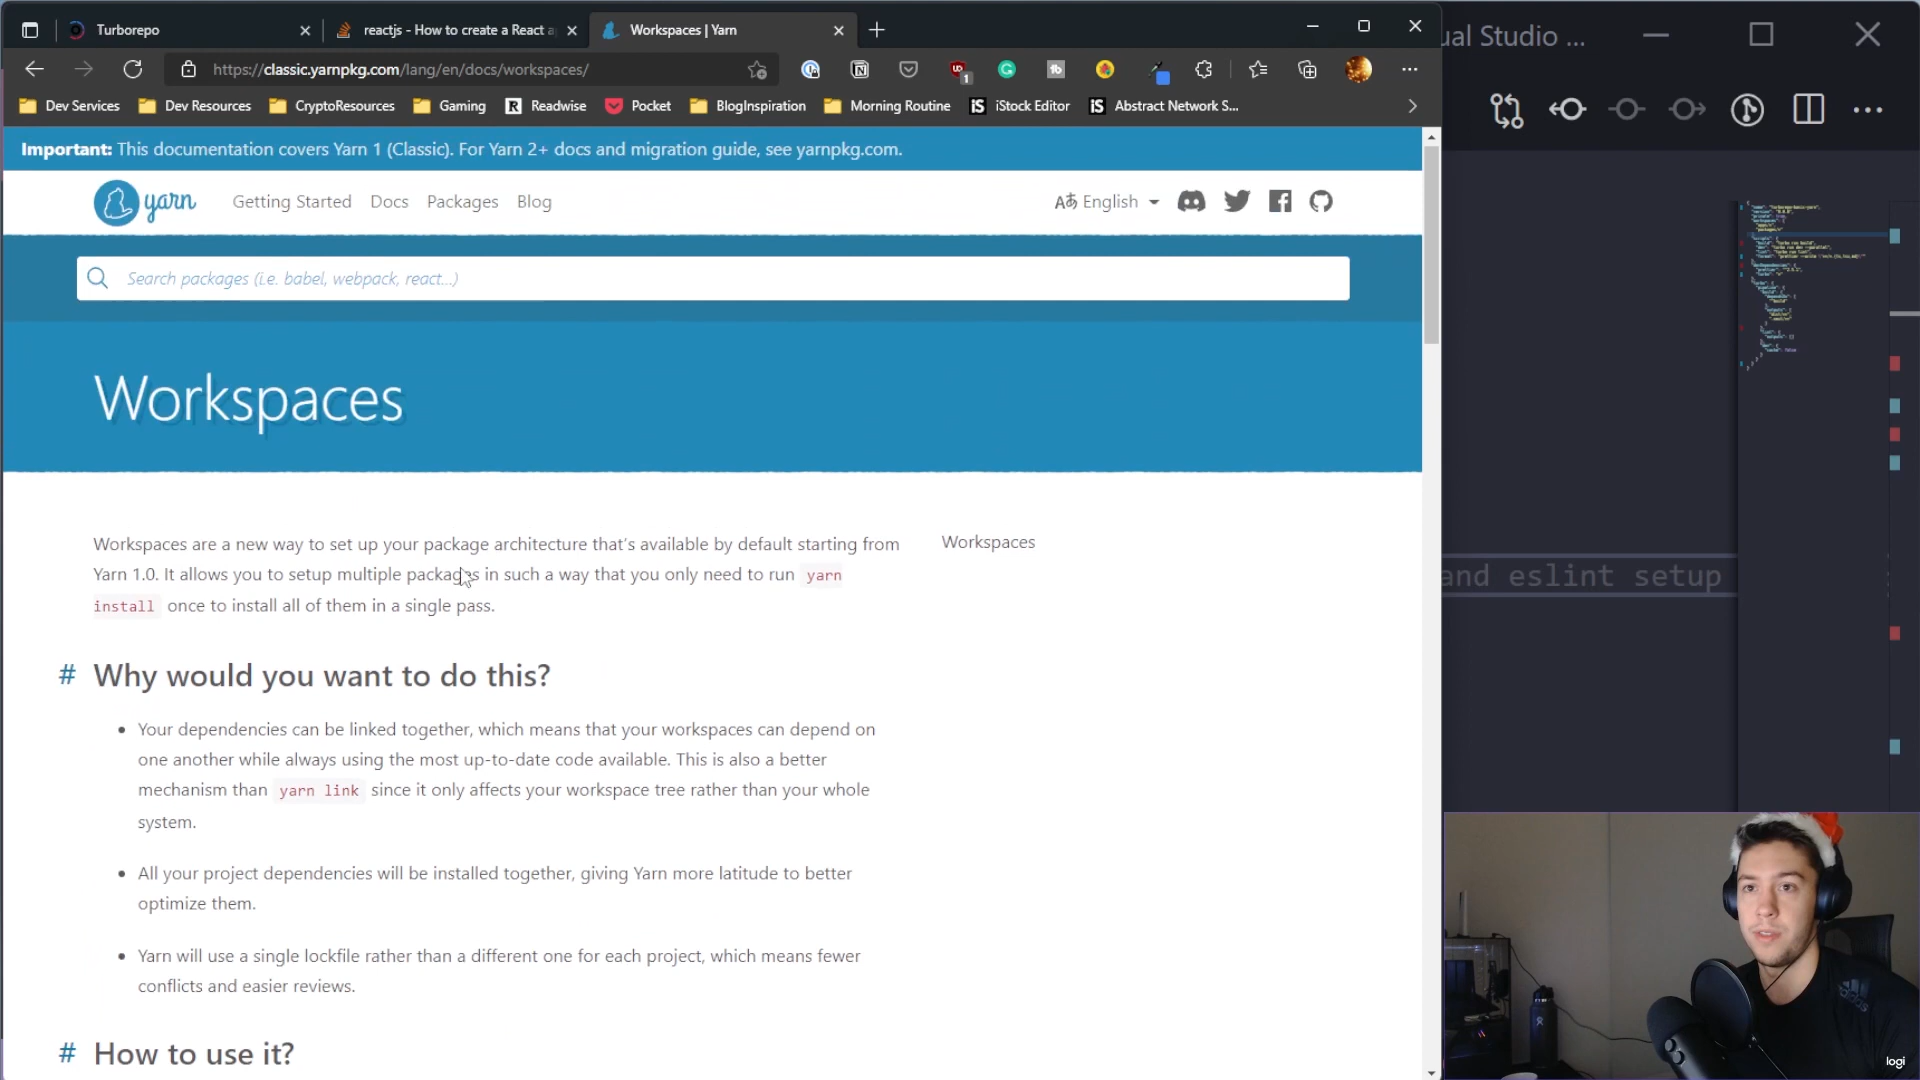 Turborepo
reactjs - How to create a React a
Workspaces | Yarn
ual Studio ...
https://classic.yarnpkg.com/lang/en/docs/workspaces/
1
Dev Services
Dev Resources
CryptoResources
Gaming
Readwise
Pocket
BlogInspiration
Morning Routine
iStock Editor
Abstract Network S...
Important: This documentation covers Yarn 1 (Classic). For Yarn 2+ docs and migration guide, see yarnpkg.com.
yarn
Getting Started
Docs
Packages
Blog
English
Search packages (i.e. babel, webpack, react...)
Workspaces
Workspaces are a new way to set up your package architecture that's available by default starting from
Yarn 1.0. It allows you to setup multiple packages in such a way that you only need to run yarn
install once to install all of them in a single pass.
Workspaces
and eslint setup
# Why would you want to do this?
• Your dependencies can be linked together, which means that your workspaces can depend on
one another while always using the most up-to-date code available. This is also a better
mechanism than yarn link since it only affects your workspace tree rather than your whole
system.
• All your project dependencies will be installed together, giving Yarn more latitude to better
optimize them.
• Yarn will use a single lockfile rather than a different one for each project, which means fewer
conflicts and easier reviews.
# How to use it?
adidas
logi